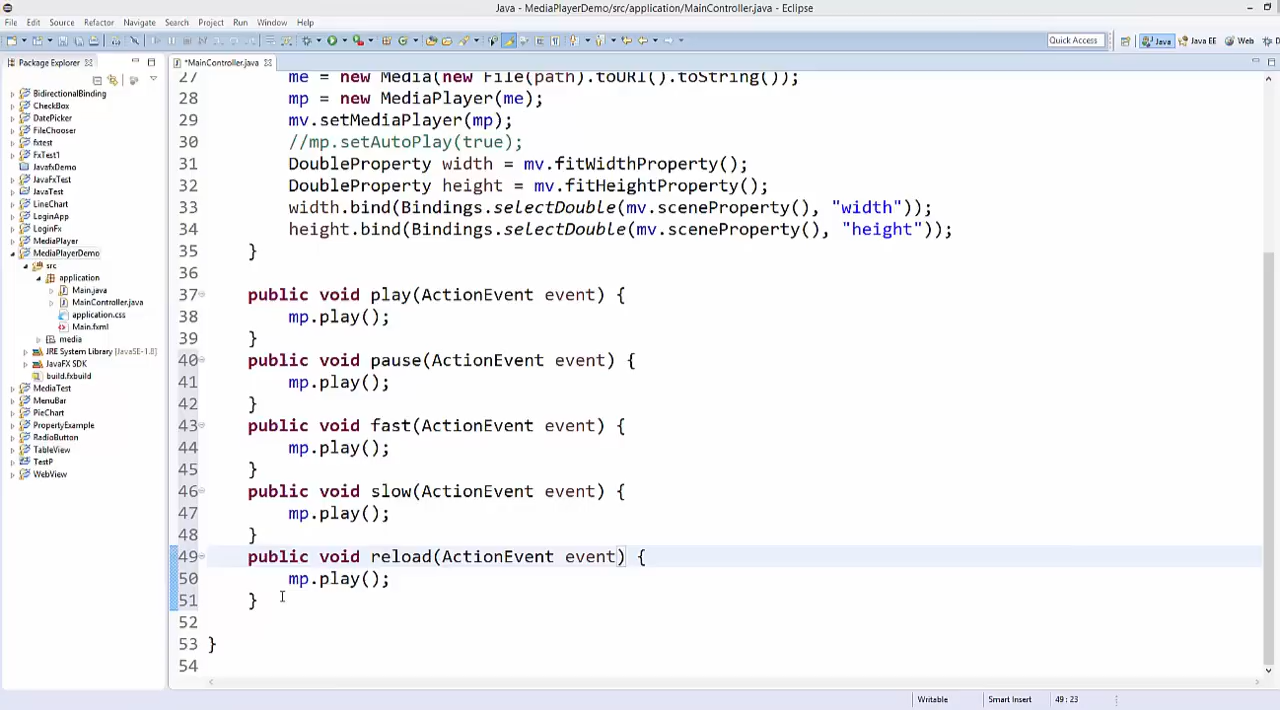 Java - MediaPlayerDemo/src/application/MainController.java - Eclipse
File Edit Source Refactor Navigate Search Project Run Window Help
Quick Access
Java
Java EE
Web
Package Explorer
*MainController.java
BidirectionalBinding
CheckBox
DatePicker
FileChooser
fxtest
FxTest1
JavafxDemo
JavaFxTest
JavaTest
LineChart
LoginApp
LoginFx
MediaPlayer
MediaPlayerDemo
src
application
Main.java
MainController.java
application.css
Main.fxml
media
JRE System Library [JavaSE-1.8]
JavaFX SDK
build.fxbuild
MediaTest
MenuBar
PieChart
PropertyExample
RadioButton
TableView
TestP
WebView
27 me = new Media(new File(path).toURI().toString());
28 mp = new MediaPlayer(me);
29 mv.setMediaPlayer(mp);
30 //mp.setAutoPlay(true);
31 DoubleProperty width = mv.fitWidthProperty();
32 DoubleProperty height = mv.fitHeightProperty();
33 width.bind(Bindings.selectDouble(mv.sceneProperty(), "width"));
34 height.bind(Bindings.selectDouble(mv.sceneProperty(), "height"));
35 }
36
37 public void play(ActionEvent event) {
38 mp.play();
39 }
40 public void pause(ActionEvent event) {
41 mp.play();
42 }
43 public void fast(ActionEvent event) {
44 mp.play();
45 }
46 public void slow(ActionEvent event) {
47 mp.play();
48 }
49 public void reload(ActionEvent event) {
50 mp.play();
51 }
52
53 }
54
Writable
Smart Insert
49 : 23